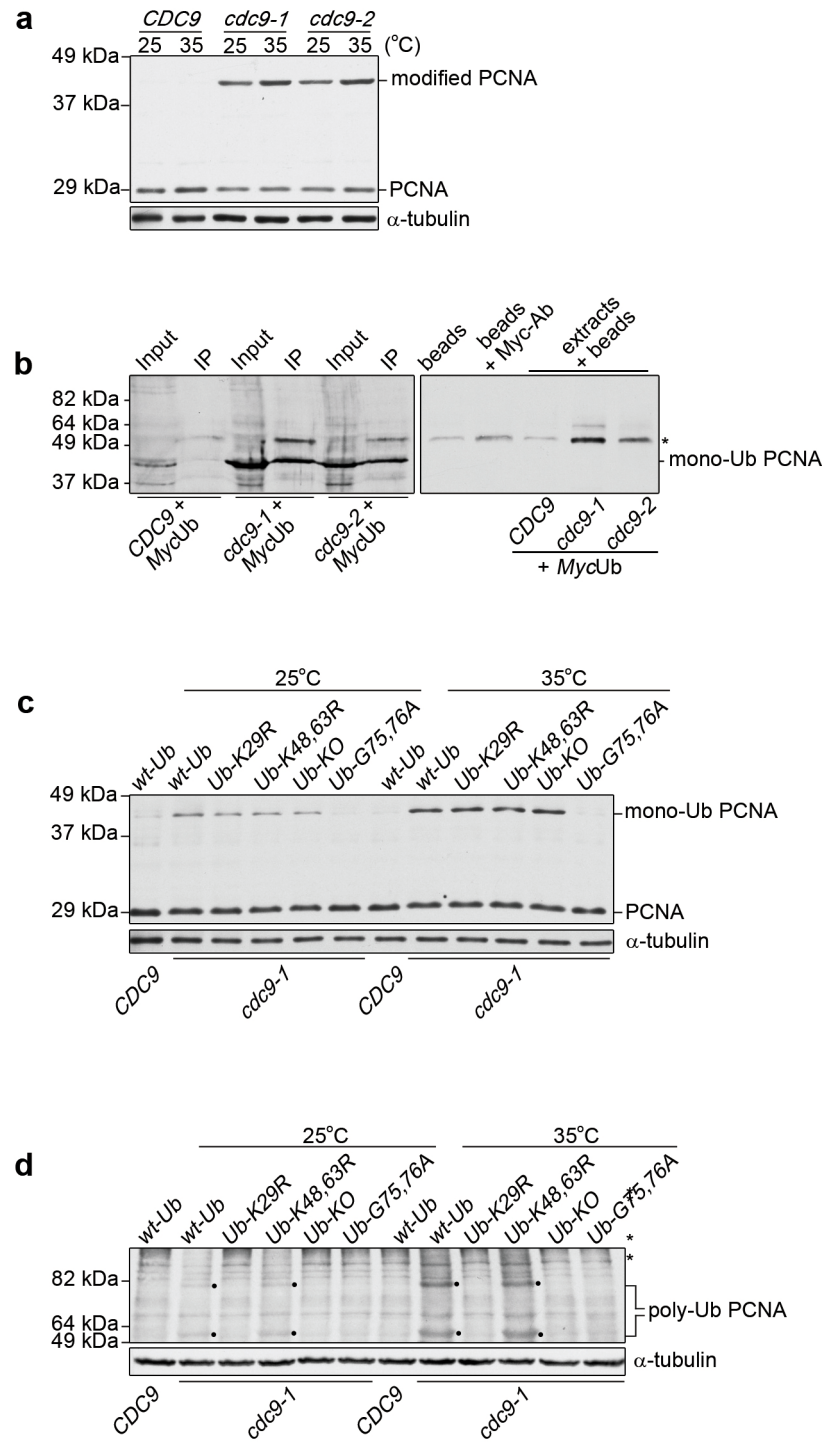 a
CDC9 cdc9-1 cdc9-2
25 35 25 35 25 35 (°C)
49 kDa
modified PCNA
37 kDa
29 kDa
PCNA
α-tubulin
b
Input IP Input IP Input IP
beads
beads + Myc-Ab
extracts + beads
82 kDa
64 kDa
49 kDa
*
mono-Ub PCNA
37 kDa
CDC9 + MycUb
cdc9-1 + MycUb
cdc9-2 + MycUb
CDC9 cdc9-1 cdc9-2
+ MycUb
c
25°C 35°C
wt-Ub wt-Ub Ub-K29R Ub-K48,63R Ub-KO Ub-G75,76A wt-Ub wt-Ub Ub-K29R Ub-K48,63R Ub-KO Ub-G75,76A
49 kDa
mono-Ub PCNA
37 kDa
29 kDa
PCNA
α-tubulin
CDC9 cdc9-1 CDC9 cdc9-1
d
25°C 35°C
wt-Ub wt-Ub Ub-K29R Ub-K48,63R Ub-KO Ub-G75,76A wt-Ub wt-Ub Ub-K29R Ub-K48,63R Ub-KO Ub-G75,76A
*
*
*
82 kDa
poly-Ub PCNA
64 kDa
49 kDa
α-tubulin
CDC9 cdc9-1 CDC9 cdc9-1